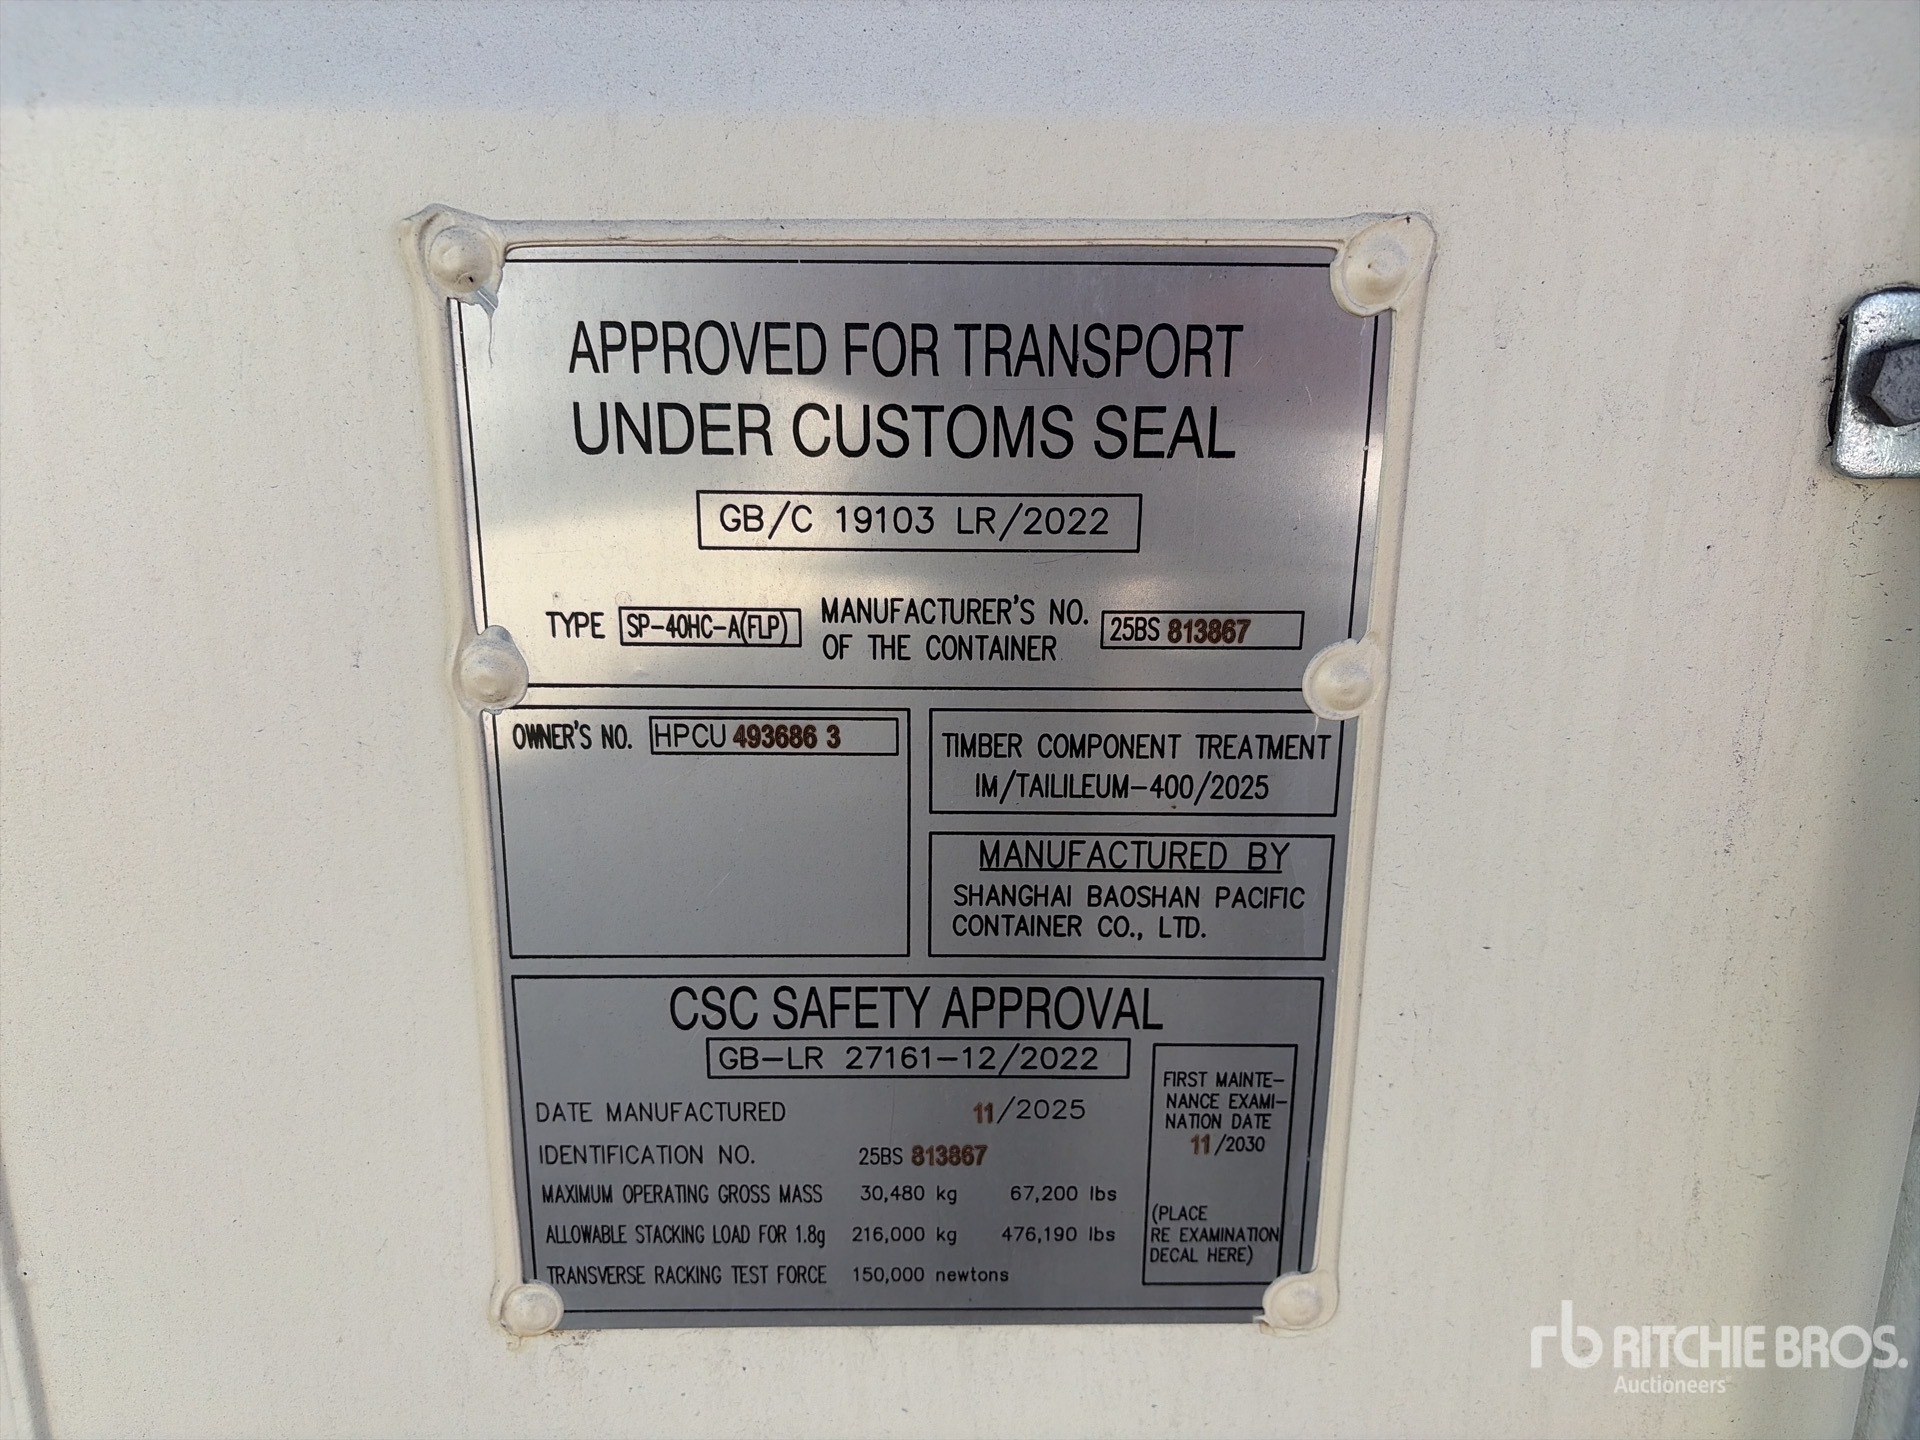 APPROVED FOR TRANSPORT
UNDER CUSTOMS SEAL
GB/C 19103 LR/2022
TYPE SP-40HC-A(FLP) MANUFACTURER'S NO. OF THE CONTAINER 25BS 813867
OWNER'S NO. HPCU 493686 3
TIMBER COMPONENT TREATMENT
IM/TAILILEUM-400/2025
MANUFACTURED BY
SHANGHAI BAOSHAN PACIFIC
CONTAINER CO., LTD.
CSC SAFETY APPROVAL
GB-LR 27161-12/2022
DATE MANUFACTURED 11/2025
IDENTIFICATION NO. 25BS 813867
MAXIMUM OPERATING GROSS MASS 30,480 kg 67,200 lbs
ALLOWABLE STACKING LOAD FOR 1.8g 216,000 kg 476,190 lbs
TRANSVERSE RACKING TEST FORCE 150,000 newtons
FIRST MAINTE-
NANCE EXAMI-
NATION DATE
11/2030
(PLACE
RE EXAMINATION
DECAL HERE)
rb RITCHIE BROS.
Auctioneers